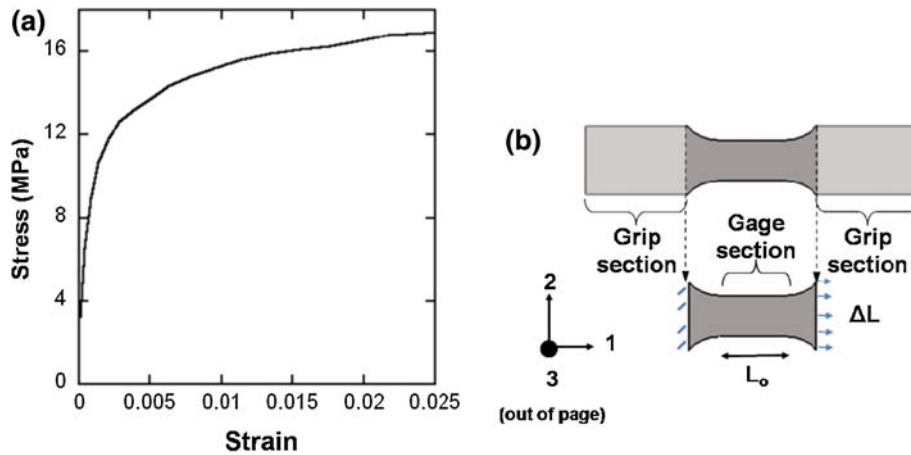 (a)
Stress (MPa)
16
12
8
4
0
0 0.005 0.01 0.015 0.02 0.025
Strain
(b)
Grip section
Gage section
Grip section
2
1
3
(out of page)
ΔL
Lo